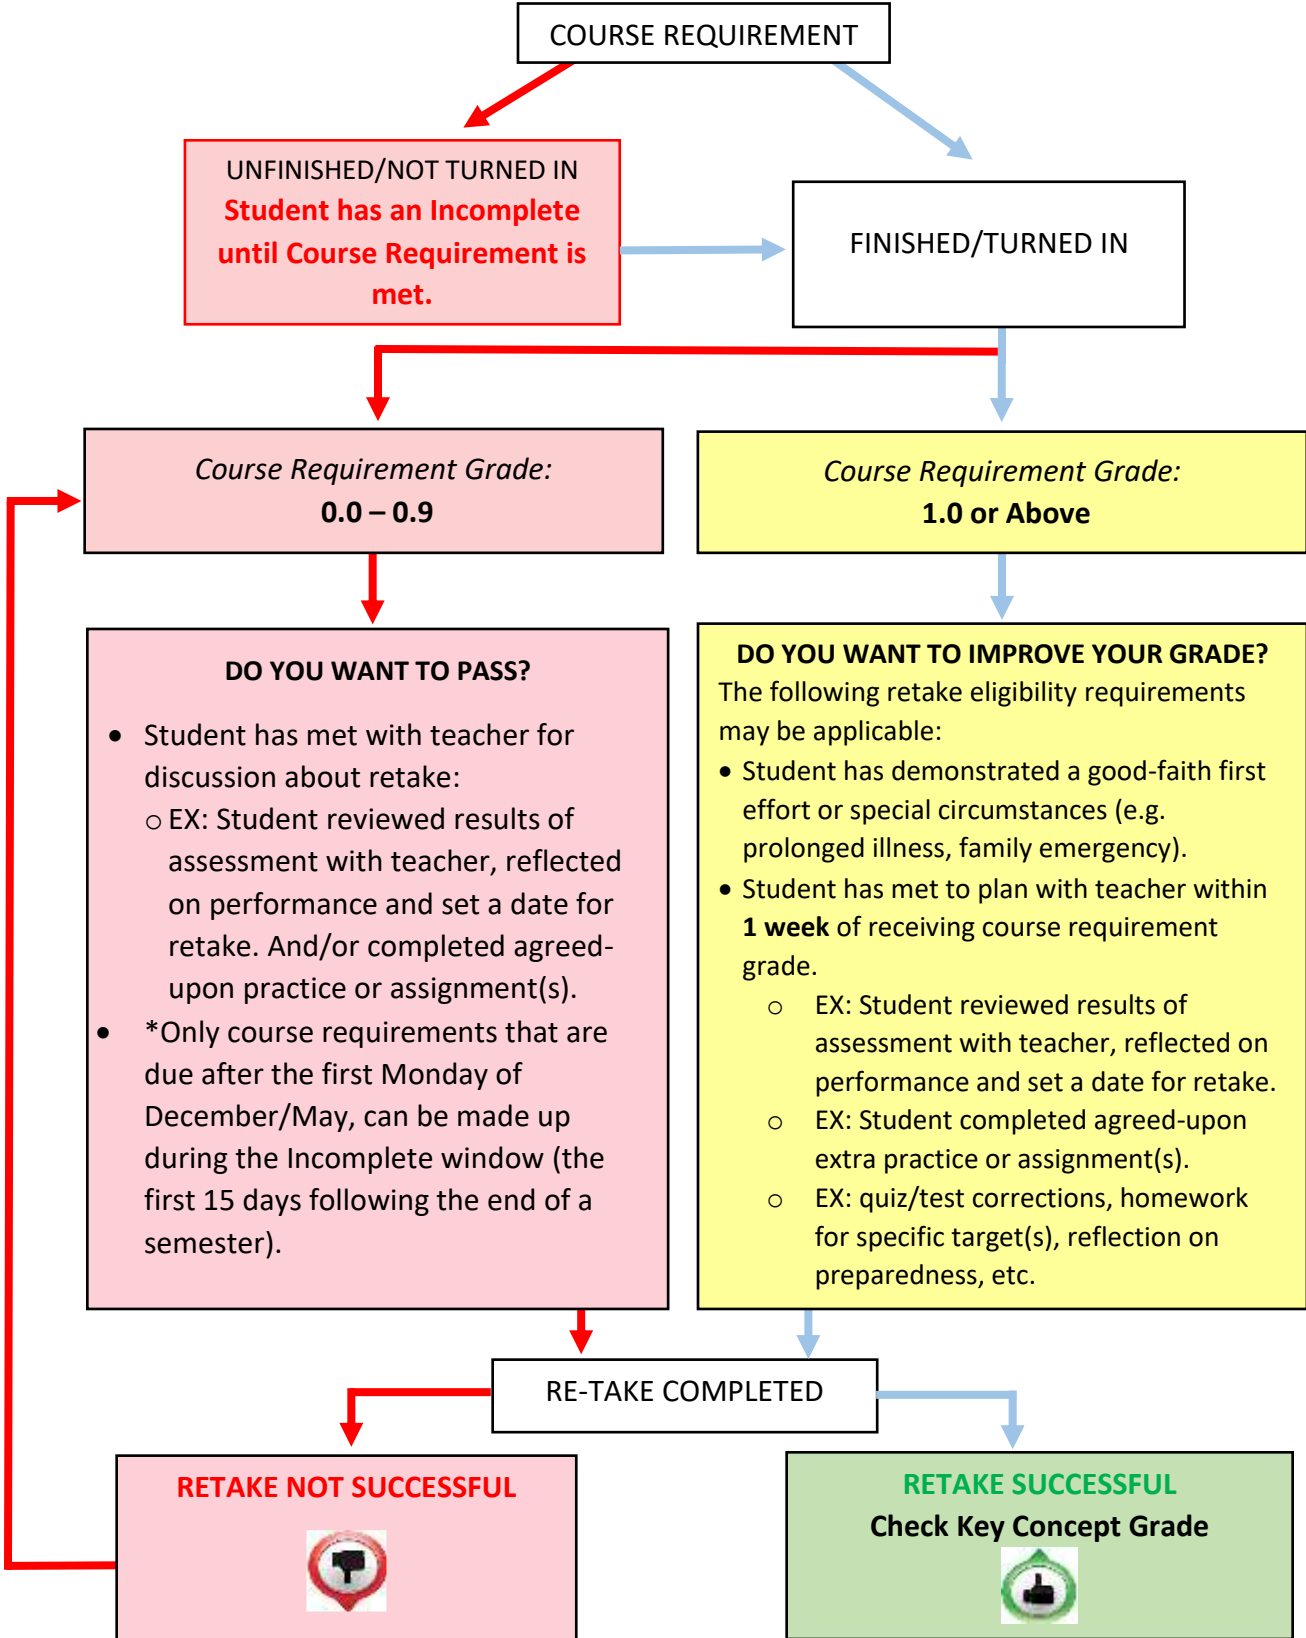 COURSE REQUIREMENT
UNFINISHED/NOT TURNED IN
Student has an Incomplete
until Course Requirement is
met.
FINISHED/TURNED IN
Course Requirement Grade:
0.0 – 0.9
Course Requirement Grade:
1.0 or Above
DO YOU WANT TO PASS?
• Student has met with teacher for
discussion about retake:
o EX: Student reviewed results of
assessment with teacher, reflected
on performance and set a date for
retake. And/or completed agreed-
upon practice or assignment(s).
• *Only course requirements that are
due after the first Monday of
December/May, can be made up
during the Incomplete window (the
first 15 days following the end of a
semester).
DO YOU WANT TO IMPROVE YOUR GRADE?
The following retake eligibility requirements
may be applicable:
• Student has demonstrated a good-faith first
effort or special circumstances (e.g.
prolonged illness, family emergency).
• Student has met to plan with teacher within
1 week of receiving course requirement
grade.
o EX: Student reviewed results of
assessment with teacher, reflected on
performance and set a date for retake.
o EX: Student completed agreed-upon
extra practice or assignment(s).
o EX: quiz/test corrections, homework
for specific target(s), reflection on
preparedness, etc.
RE-TAKE COMPLETED
RETAKE NOT SUCCESSFUL
RETAKE SUCCESSFUL
Check Key Concept Grade